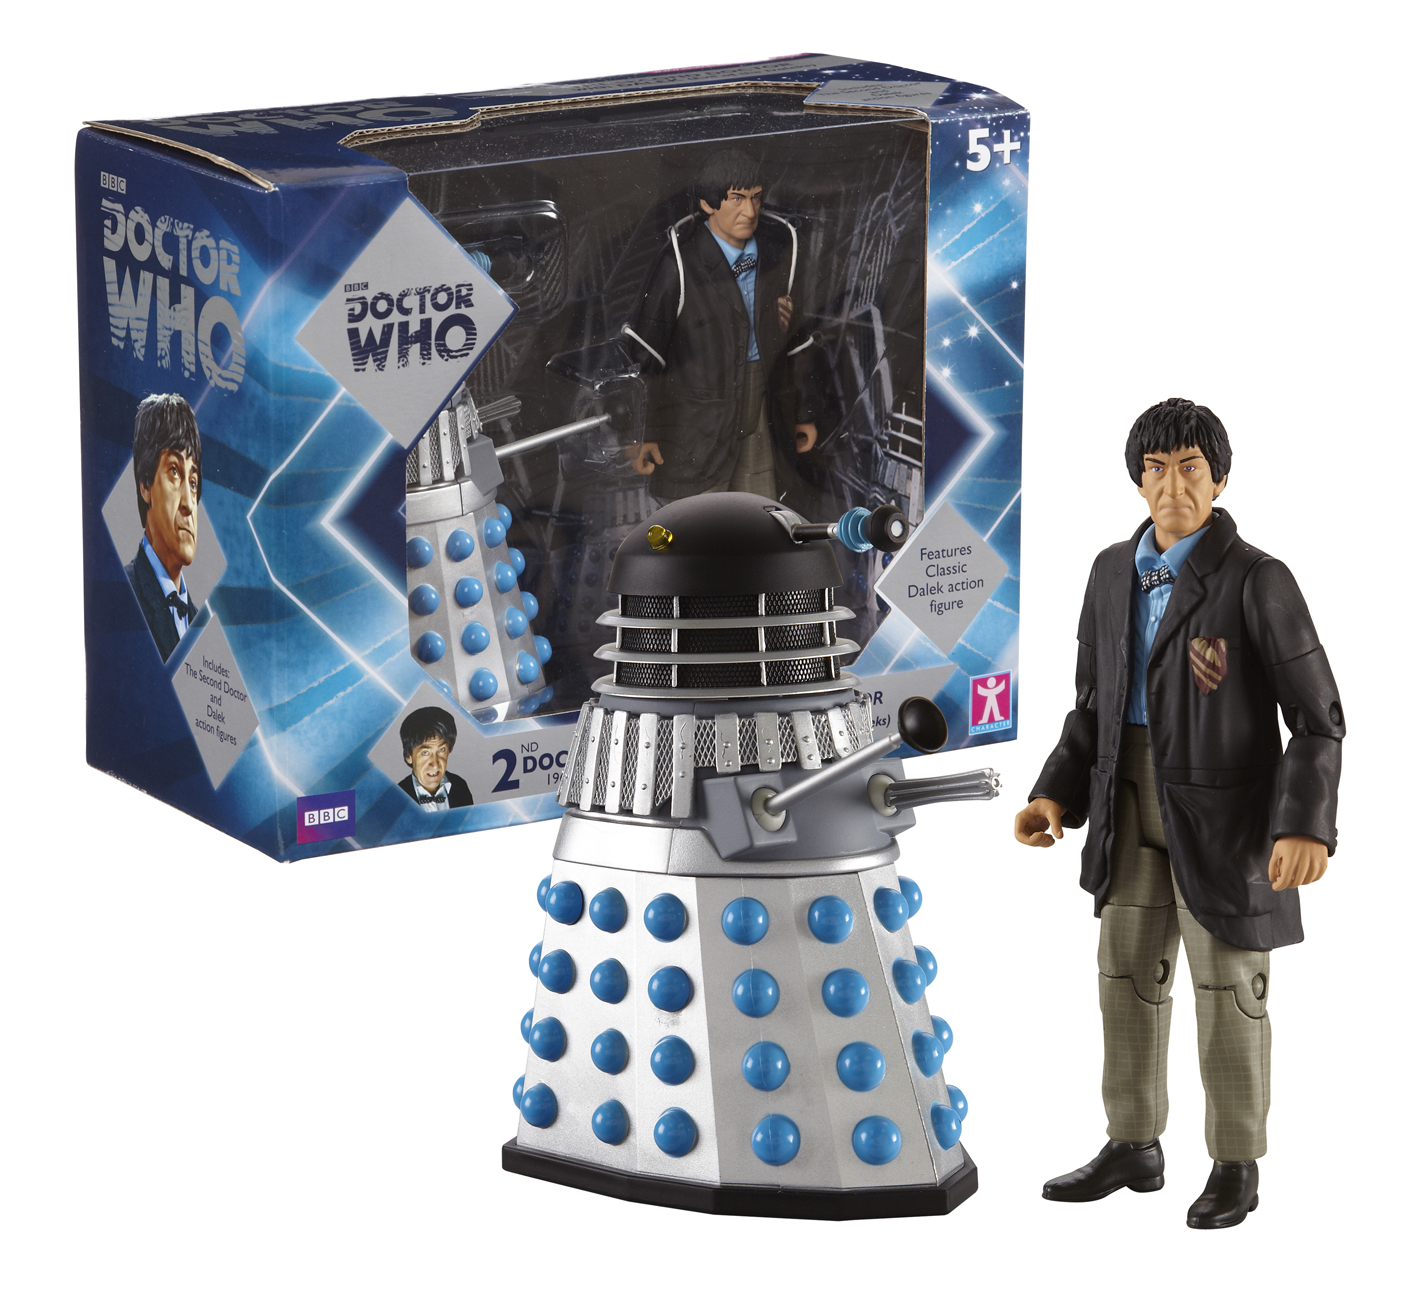 BBC
DOCTOR
WHO
Includes:
The Second Doctor
and
Dalek
action figures
BBC
BBC
DOCTOR
WHO
5+
Features
Classic
Dalek action
figure
CHARACTER
2ND DOC